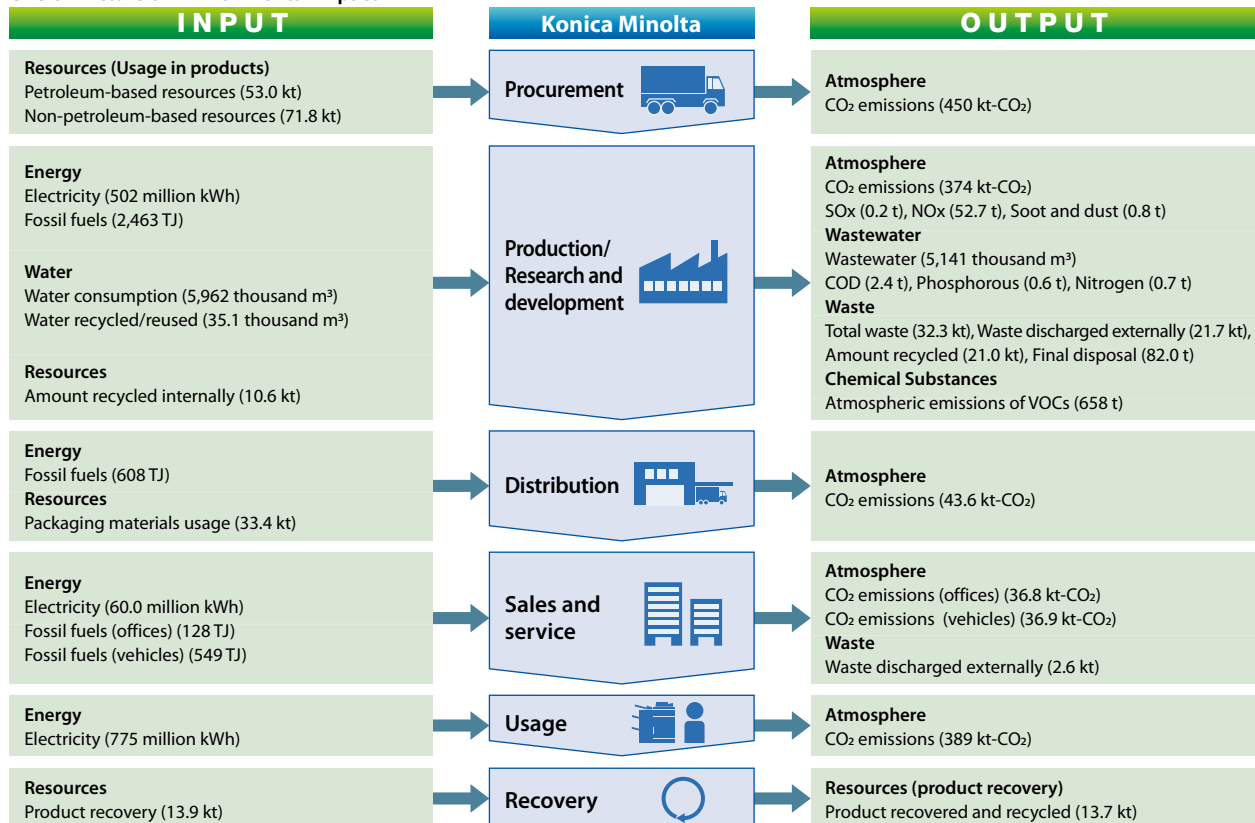 INPUT
Konica Minolta
OUTPUT
Resources (Usage in products)
Petroleum-based resources (53.0 kt)
Non-petroleum-based resources (71.8 kt)
Procurement
Atmosphere
CO₂ emissions (450 kt-CO₂)
Energy
Electricity (502 million kWh)
Fossil fuels (2,463 TJ)
Water
Water consumption (5,962 thousand m³)
Water recycled/reused (35.1 thousand m³)
Resources
Amount recycled internally (10.6 kt)
Production/
Research and
development
Atmosphere
CO₂ emissions (374 kt-CO₂)
SOx (0.2 t), NOx (52.7 t), Soot and dust (0.8 t)
Wastewater
Wastewater (5,141 thousand m³)
COD (2.4 t), Phosphorous (0.6 t), Nitrogen (0.7 t)
Waste
Total waste (32.3 kt), Waste discharged externally (21.7 kt),
Amount recycled (21.0 kt), Final disposal (82.0 t)
Chemical Substances
Atmospheric emissions of VOCs (658 t)
Energy
Fossil fuels (608 TJ)
Resources
Packaging materials usage (33.4 kt)
Distribution
Atmosphere
CO₂ emissions (43.6 kt-CO₂)
Energy
Electricity (60.0 million kWh)
Fossil fuels (offices) (128 TJ)
Fossil fuels (vehicles) (549 TJ)
Sales and
service
Atmosphere
CO₂ emissions (offices) (36.8 kt-CO₂)
CO₂ emissions (vehicles) (36.9 kt-CO₂)
Waste
Waste discharged externally (2.6 kt)
Energy
Electricity (775 million kWh)
Usage
Atmosphere
CO₂ emissions (389 kt-CO₂)
Resources
Product recovery (13.9 kt)
Recovery
Resources (product recovery)
Product recovered and recycled (13.7 kt)